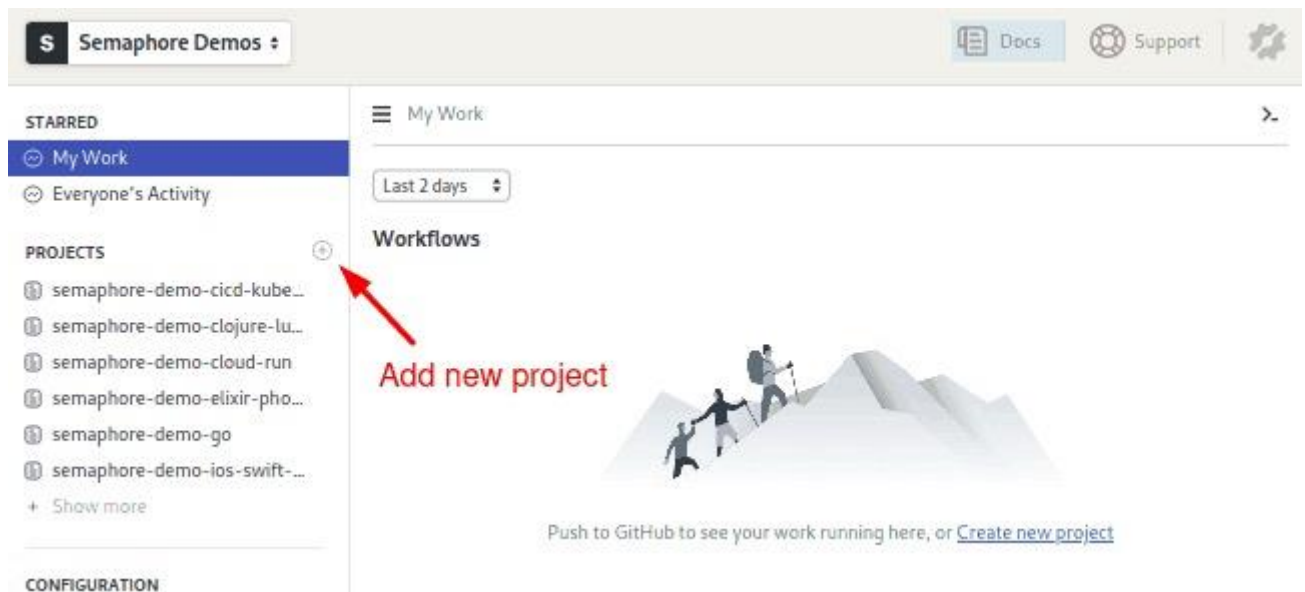 S Semaphore Demos
Docs
Support
STARRED
My Work
Everyone's Activity
PROJECTS
semaphore-demo-cicd-kube...
semaphore-demo-clojure-lu...
semaphore-demo-cloud-run
semaphore-demo-elixir-pho...
semaphore-demo-go
semaphore-demo-ios-swift-...
+ Show more
CONFIGURATION
My Work
>_
Last 2 days
Workflows
Add new project
Push to GitHub to see your work running here, or Create new project